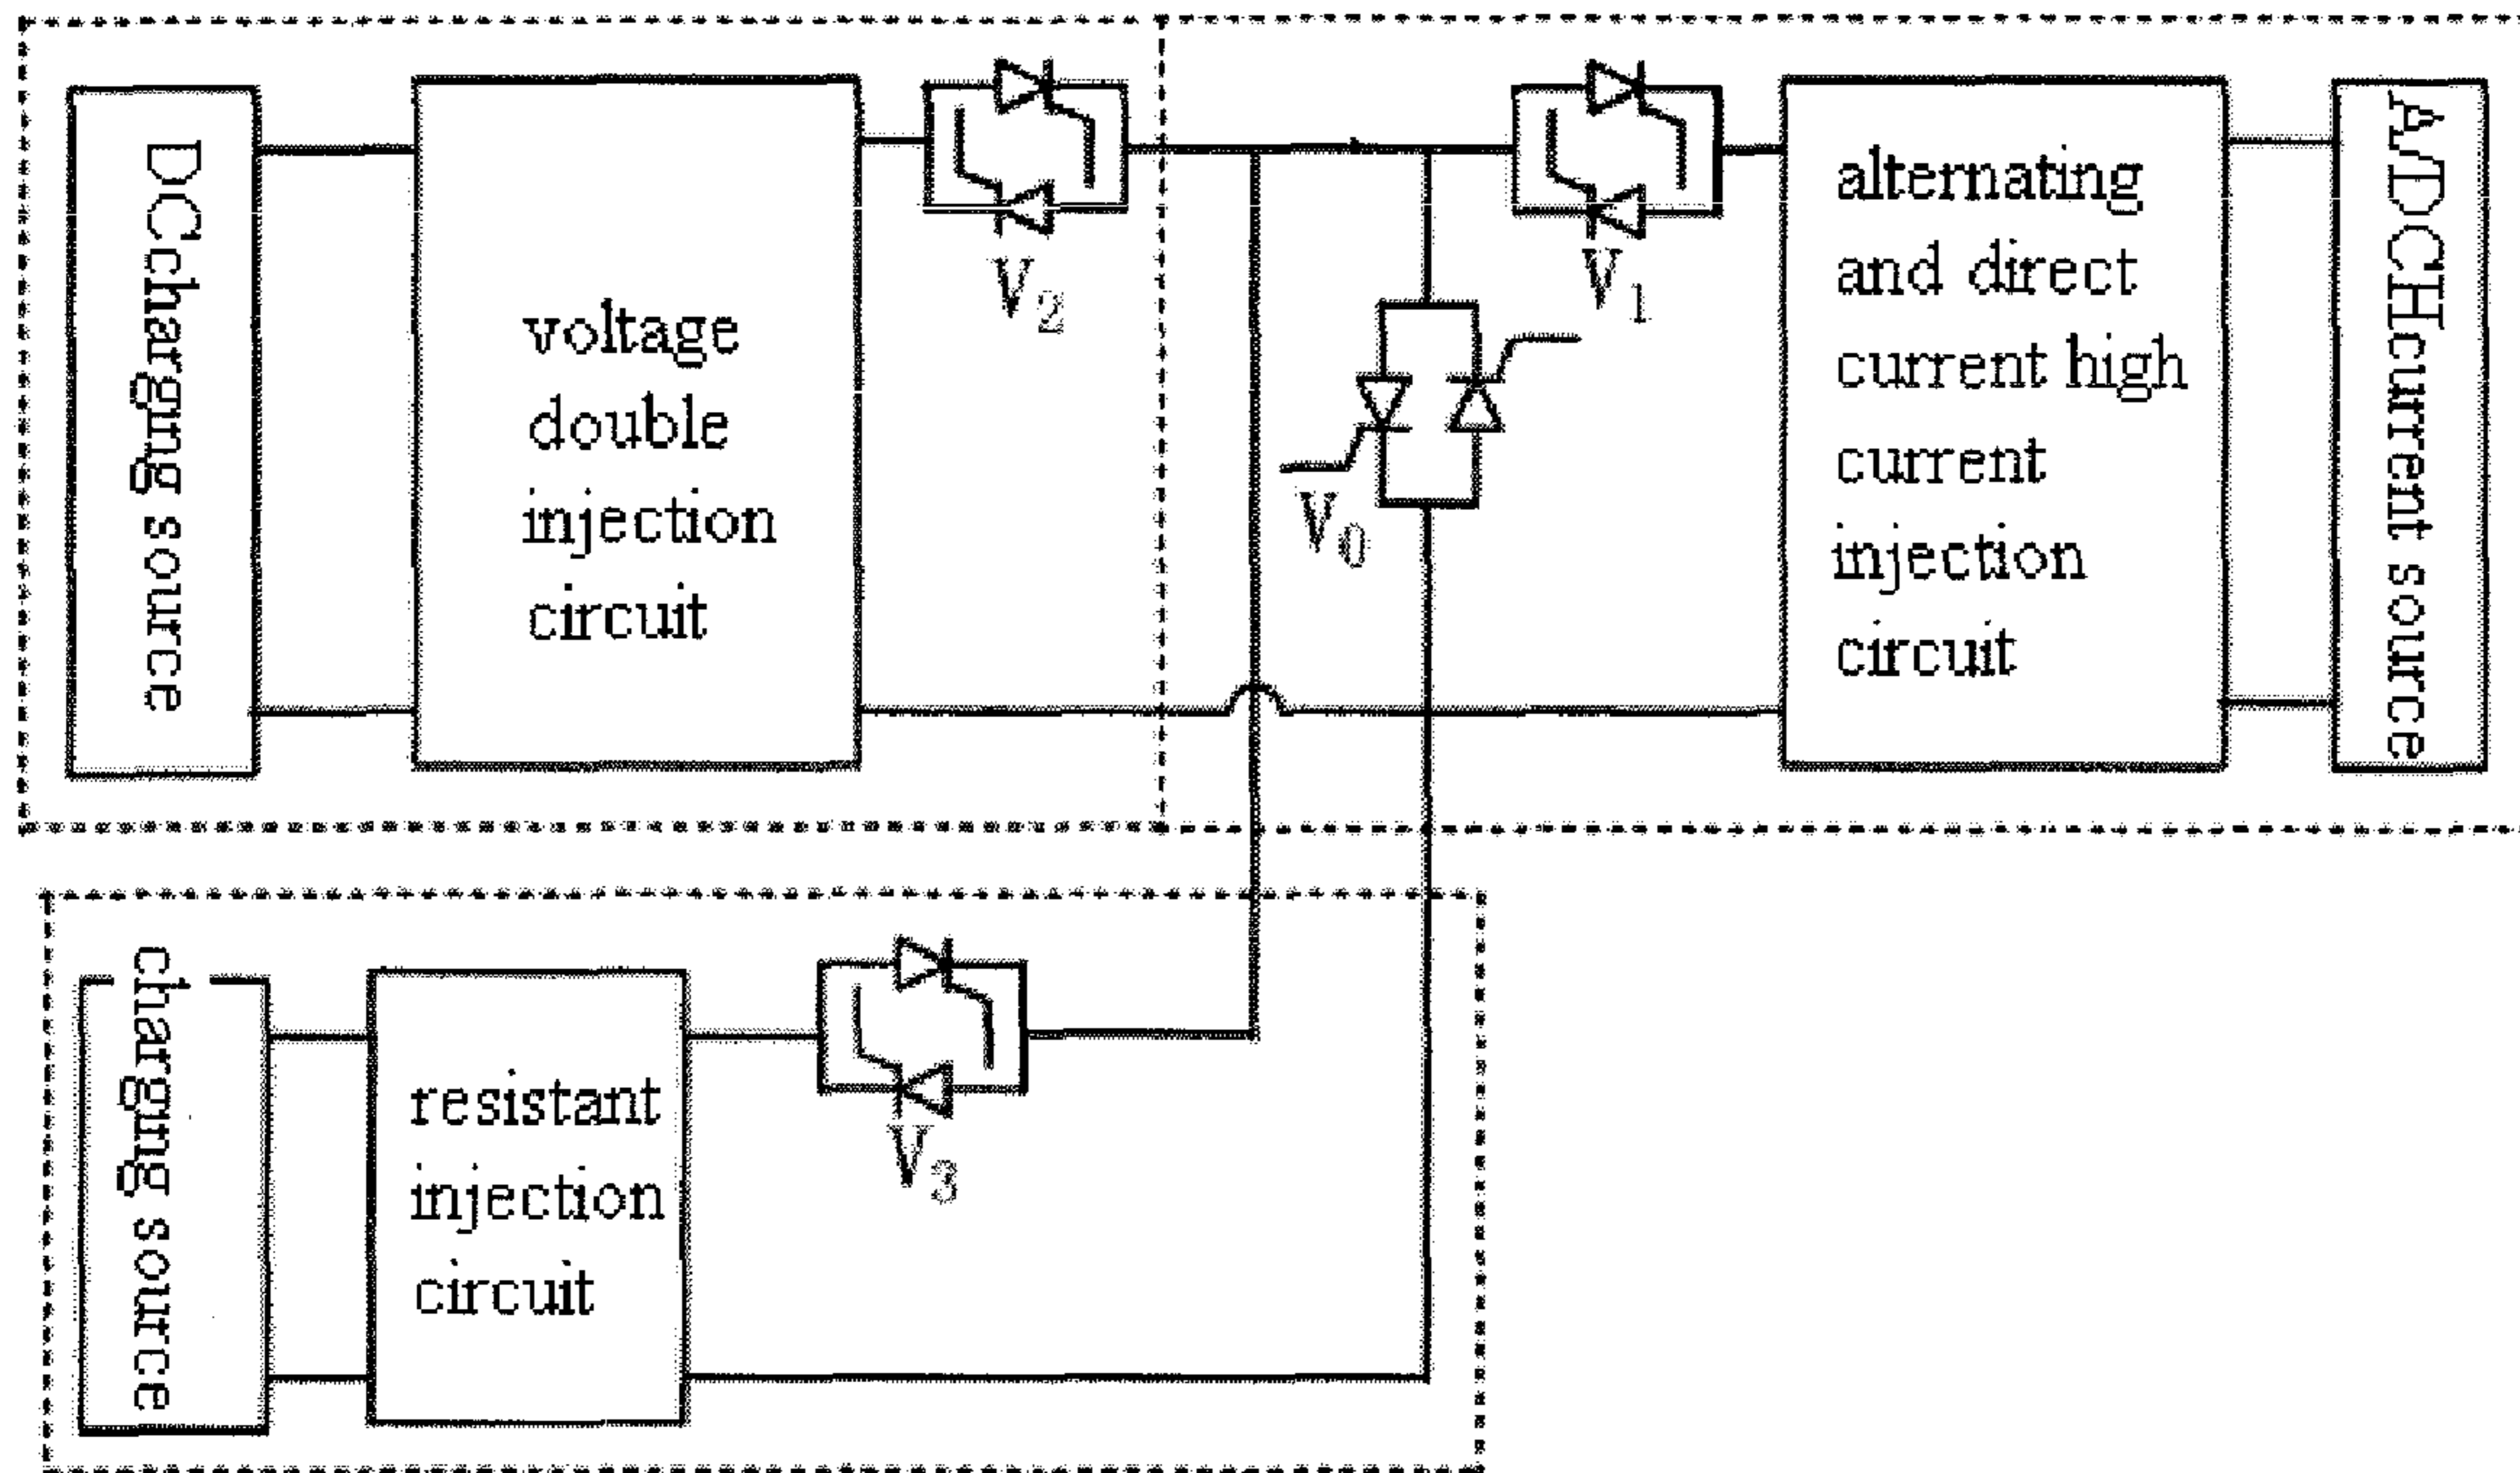 DCcharging source
voltage
double
injection
circuit
V2
V1
V0
alternating
and direct
current high
current
injection
circuit
A/DCHcurrent source
charging source
resistant
injection
circuit
V3